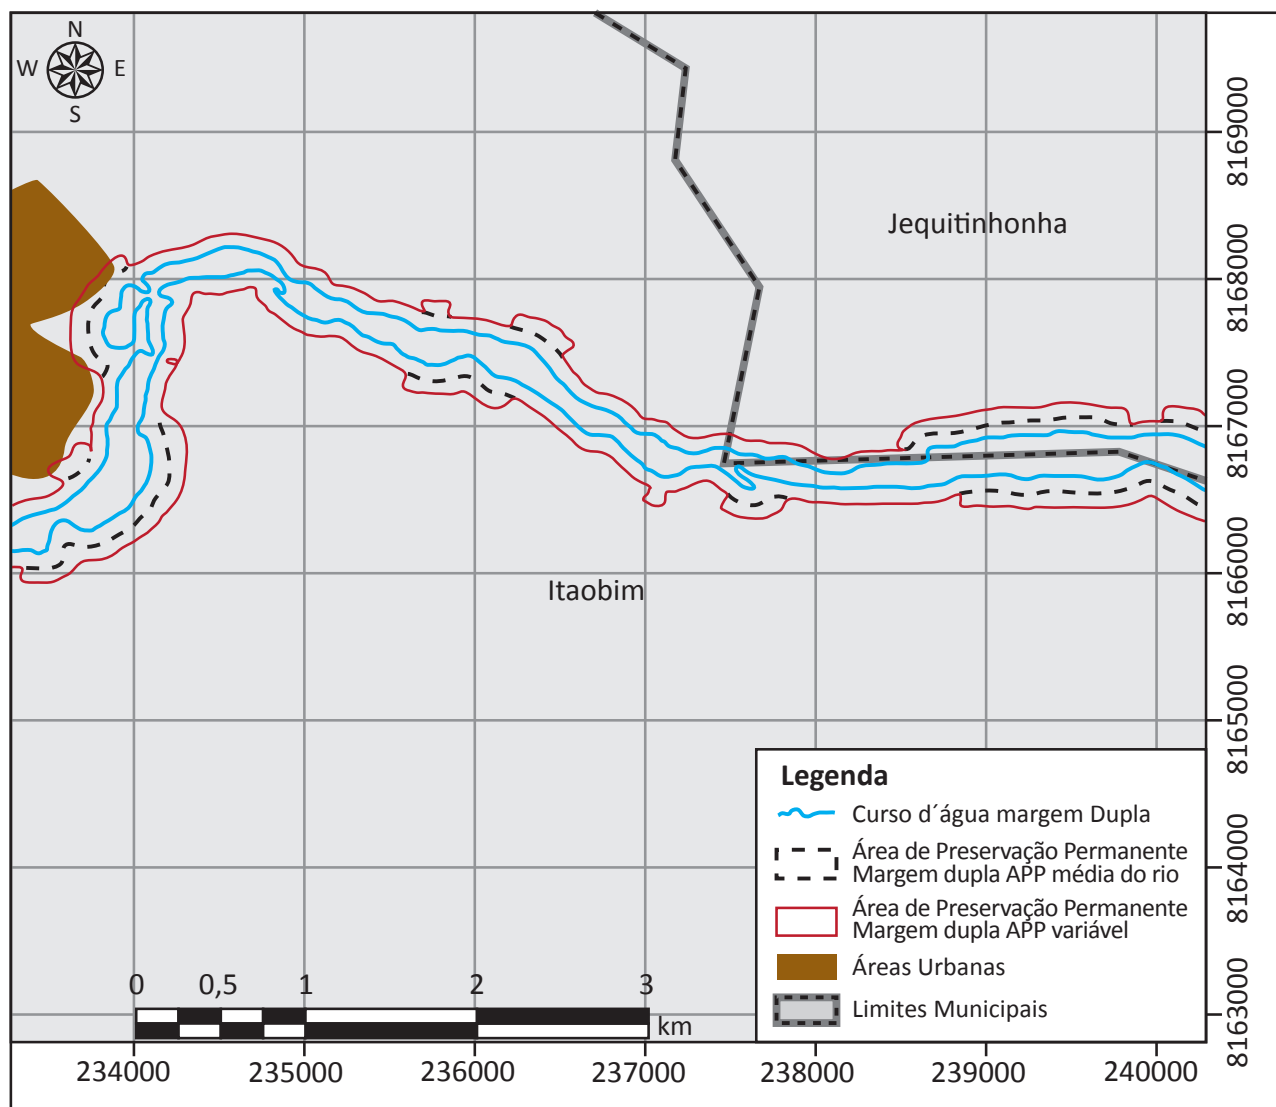 N
W E
S
Jequitinhonha
Itaobim
8169000
8168000
8167000
8166000
8165000
8164000
8163000
Legenda
Curso d´água margem Dupla
Área de Preservação Permanente
Margem dupla APP média do rio
Área de Preservação Permanente
Margem dupla APP variável
Áreas Urbanas
Limites Municipais
0 0,5 1 2 3
km
234000 235000 236000 237000 238000 239000 240000